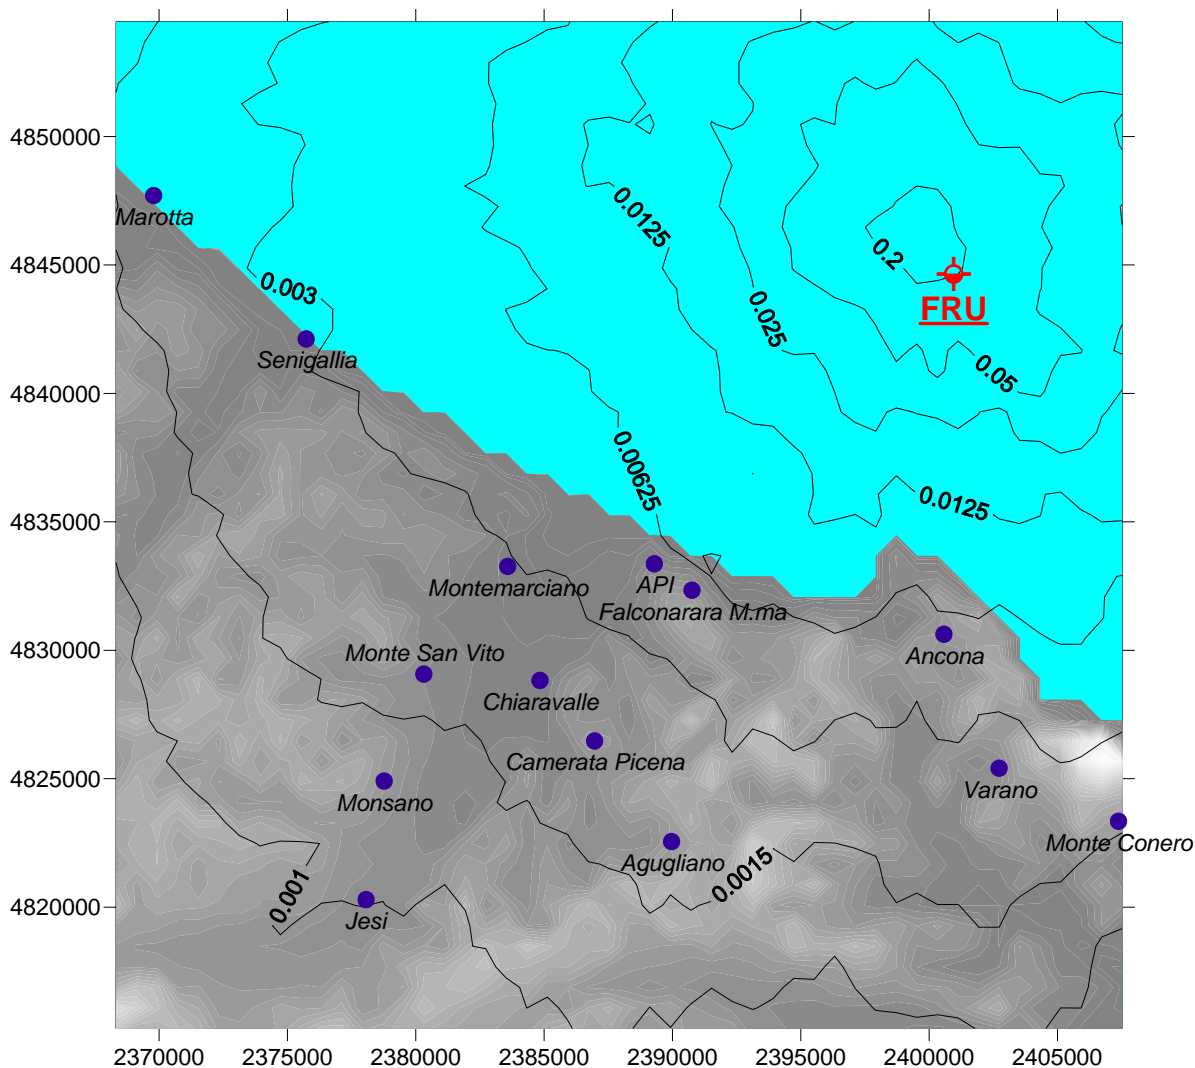 4850000
0.0125
Marotta
0.2
4845000
0.003
FRU
0.025
Senigallia
0.05
4840000
0.00625
0.0125
4835000
API
Montemarciano
Falconarara M.ma
4830000
Monte San Vito
Ancona
Chiaravalle
Camerata Picena
4825000
Varano
Monsano
Monte Conero
Agugliano
0.0015
0.001
4820000
Jesi
2370000 2375000 2380000 2385000 2390000 2395000 2400000 2405000